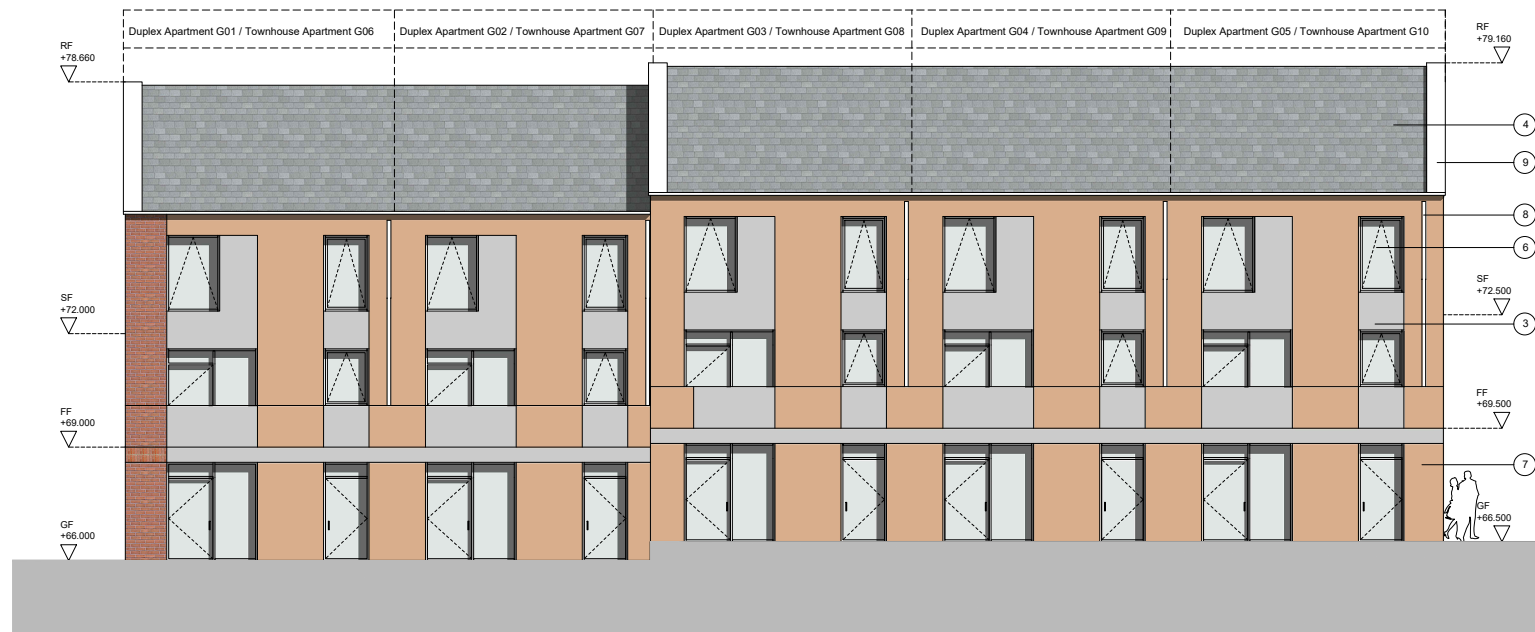 Duplex Apartment G01 / Townhouse Apartment G06
Duplex Apartment G02 / Townhouse Apartment G07
Duplex Apartment G03 / Townhouse Apartment G08
Duplex Apartment G04 / Townhouse Apartment G09
Duplex Apartment G05 / Townhouse Apartment G10
RF
+78.660
SF
+72.000
FF
+69.000
GF
+66.000
RF
+79.160
4
9
8
6
SF
+72.500
3
FF
+69.500
7
GF
+66.500